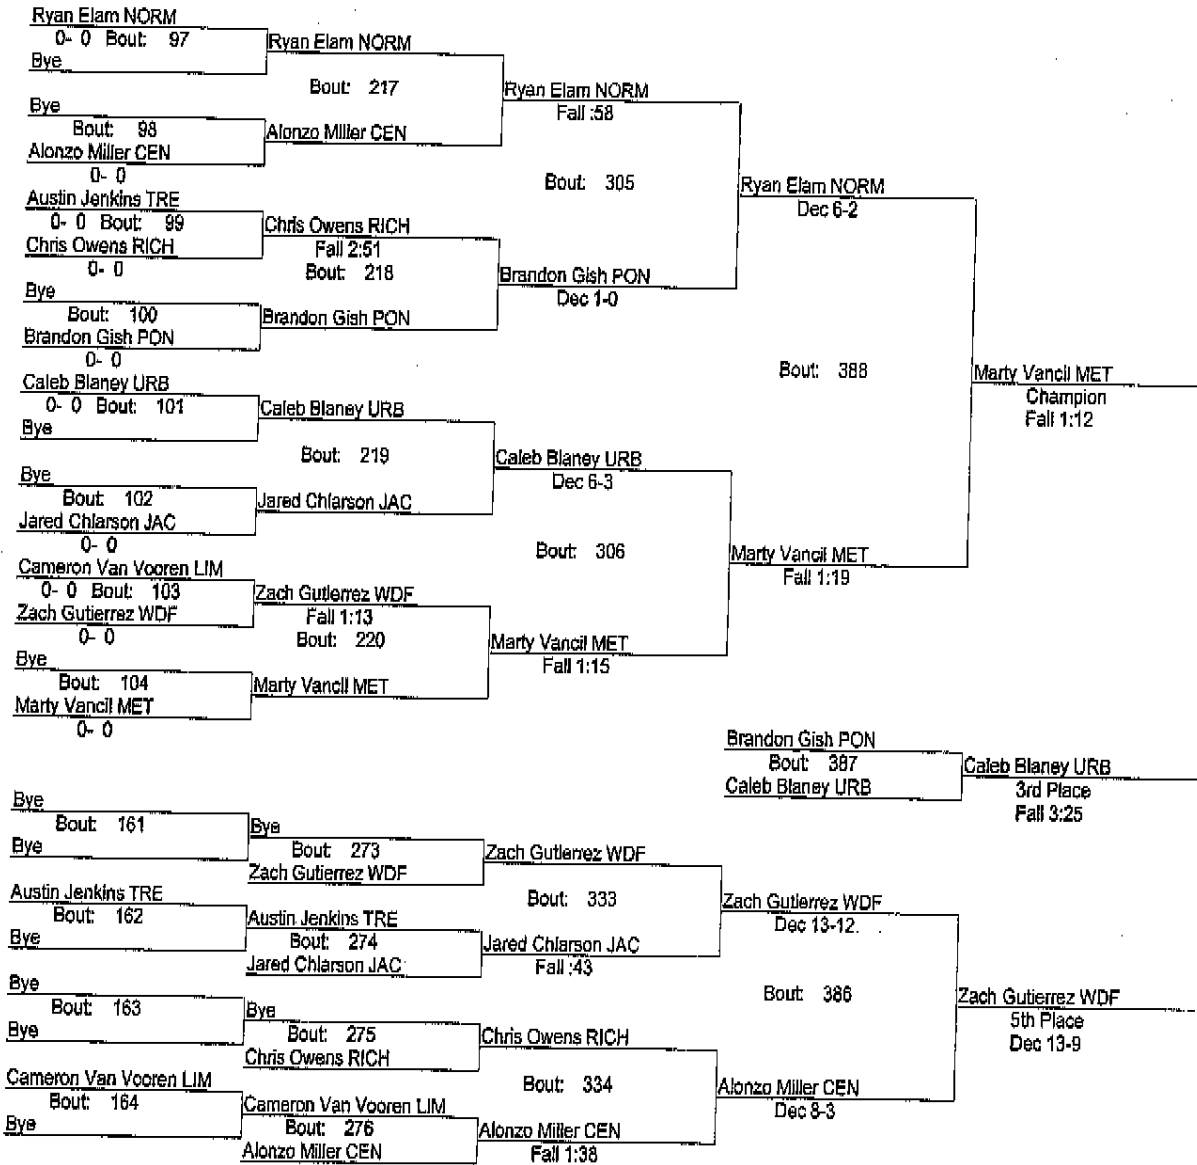 Ryan Elam NORM
0- 0 Bout: 97
Bye
Ryan Elam NORM
Bout: 217
Bye
Bout: 98
Alonzo Miller CEN
0- 0
Alonzo Miller CEN
Ryan Elam NORM
Fall :58
Bout: 305
Austin Jenkins TRE
0- 0 Bout: 99
Chris Owens RICH
0- 0
Chris Owens RICH
Fall 2:51
Bout: 218
Bye
Bout: 100
Brandon Gish PON
0- 0
Brandon Gish PON
Brandon Gish PON
Dec 1-0
Ryan Elam NORM
Dec 6-2
Bout: 388
Caleb Blaney URB
0- 0 Bout: 101
Bye
Caleb Blaney URB
Bout: 219
Bye
Bout: 102
Jared Chlarson JAC
0- 0
Jared Chlarson JAC
Caleb Blaney URB
Dec 6-3
Bout: 306
Cameron Van Vooren LIM
0- 0 Bout: 103
Zach Gutierrez WDF
0- 0
Zach Gutierrez WDF
Fall 1:13
Bout: 220
Bye
Bout: 104
Marty Vancil MET
0- 0
Marty Vancil MET
Marty Vancil MET
Fall 1:15
Marty Vancil MET
Fall 1:19
Marty Vancil MET
Champion
Fall 1:12
Brandon Gish PON
Bout: 387
Caleb Blaney URB
Caleb Blaney URB
3rd Place
Fall 3:25
Bye
Bout: 161
Bye
Bye
Bout: 273
Zach Gutierrez WDF
Zach Gutierrez WDF
Bout: 333
Austin Jenkins TRE
Bout: 162
Bye
Austin Jenkins TRE
Bout: 274
Jared Chlarson JAC
Jared Chlarson JAC
Fall :43
Zach Gutierrez WDF
Dec 13-12
Bout: 386
Bye
Bout: 163
Bye
Bye
Bout: 275
Chris Owens RICH
Chris Owens RICH
Bout: 334
Cameron Van Vooren LIM
Bout: 164
Bye
Cameron Van Vooren LIM
Bout: 276
Alonzo Miller CEN
Alonzo Miller CEN
Fall 1:38
Alonzo Miller CEN
Dec 8-3
Zach Gutierrez WDF
5th Place
Dec 13-9